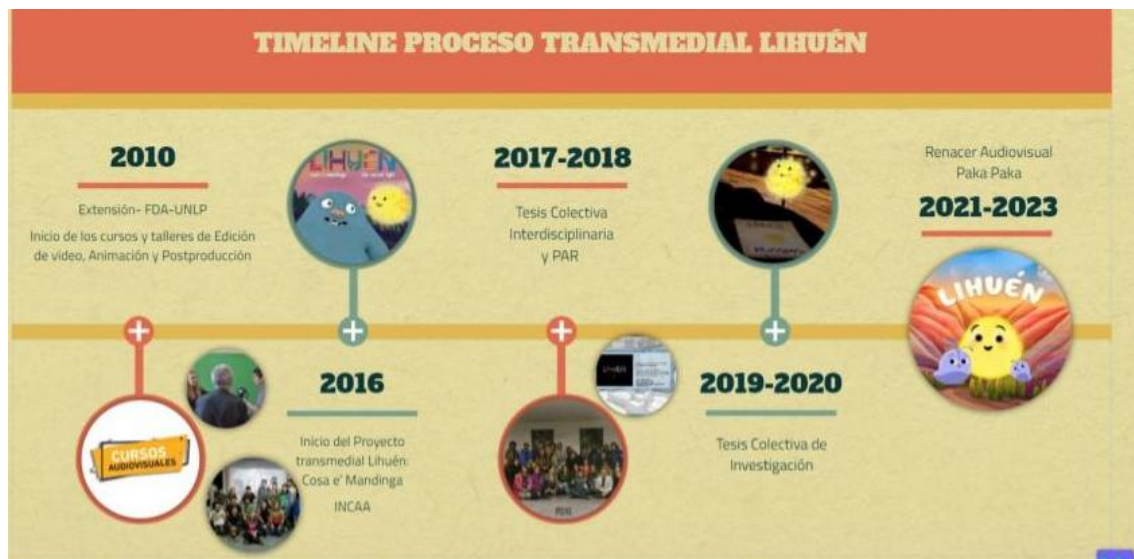 TIMELINE PROCESO TRANSMEDIAL LIHUÉN
2010
Extensión- FDA-UNLP
Inicio de los cursos y talleres de Edición
de video, Animación y Postproducción
CURSOS
AUDIOVISUALES
LIHUÉN
2016
Inicio del Proyecto
transmedial Lihuén:
Cosa e' Mandinga
INCAA
2017-2018
Tesis Colectiva
Interdisciplinaria
y PAR
2019-2020
Tesis Colectiva de
Investigación
Renacer Audiovisual
Paka Paka
2021-2023
LIHUÉN